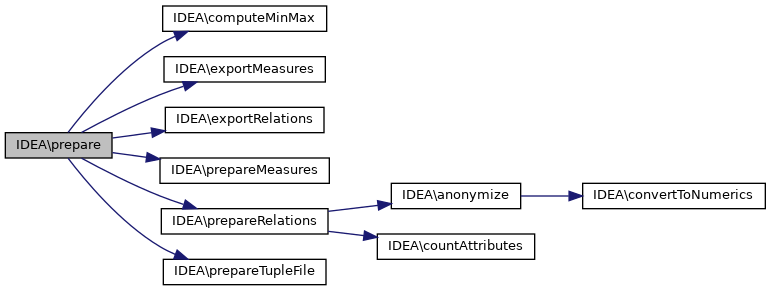 IDEA\computeMinMax
IDEA\exportMeasures
IDEA\exportRelations
IDEA\prepare
IDEA\prepareMeasures
IDEA\anonymize
IDEA\convertToNumerics
IDEA\prepareRelations
IDEA\countAttributes
IDEA\prepareTupleFile